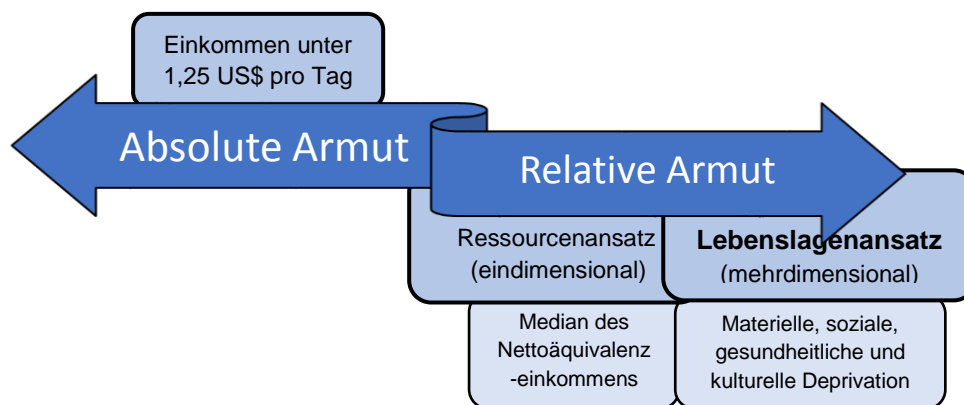 Einkommen unter
1,25 US$ pro Tag
Absolute Armut
Relative Armut
Ressourcenansatz
(eindimensional)
Lebenslagenansatz
(mehrdimensional)
Median des
Nettoäquivalenz
-einkommens
Materielle, soziale,
gesundheitliche und
kulturelle Deprivation